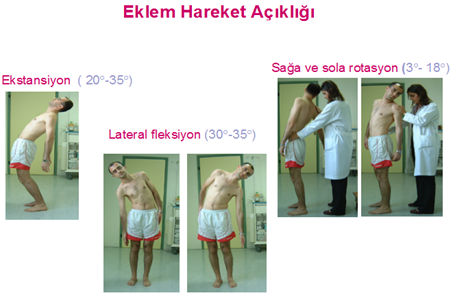 Eklem Hareket Açıklığı
Ekstansiyon ( 20°-35°)
Lateral fleksiyon (30°-35°)
Sağa ve sola rotasyon (3°- 18°)